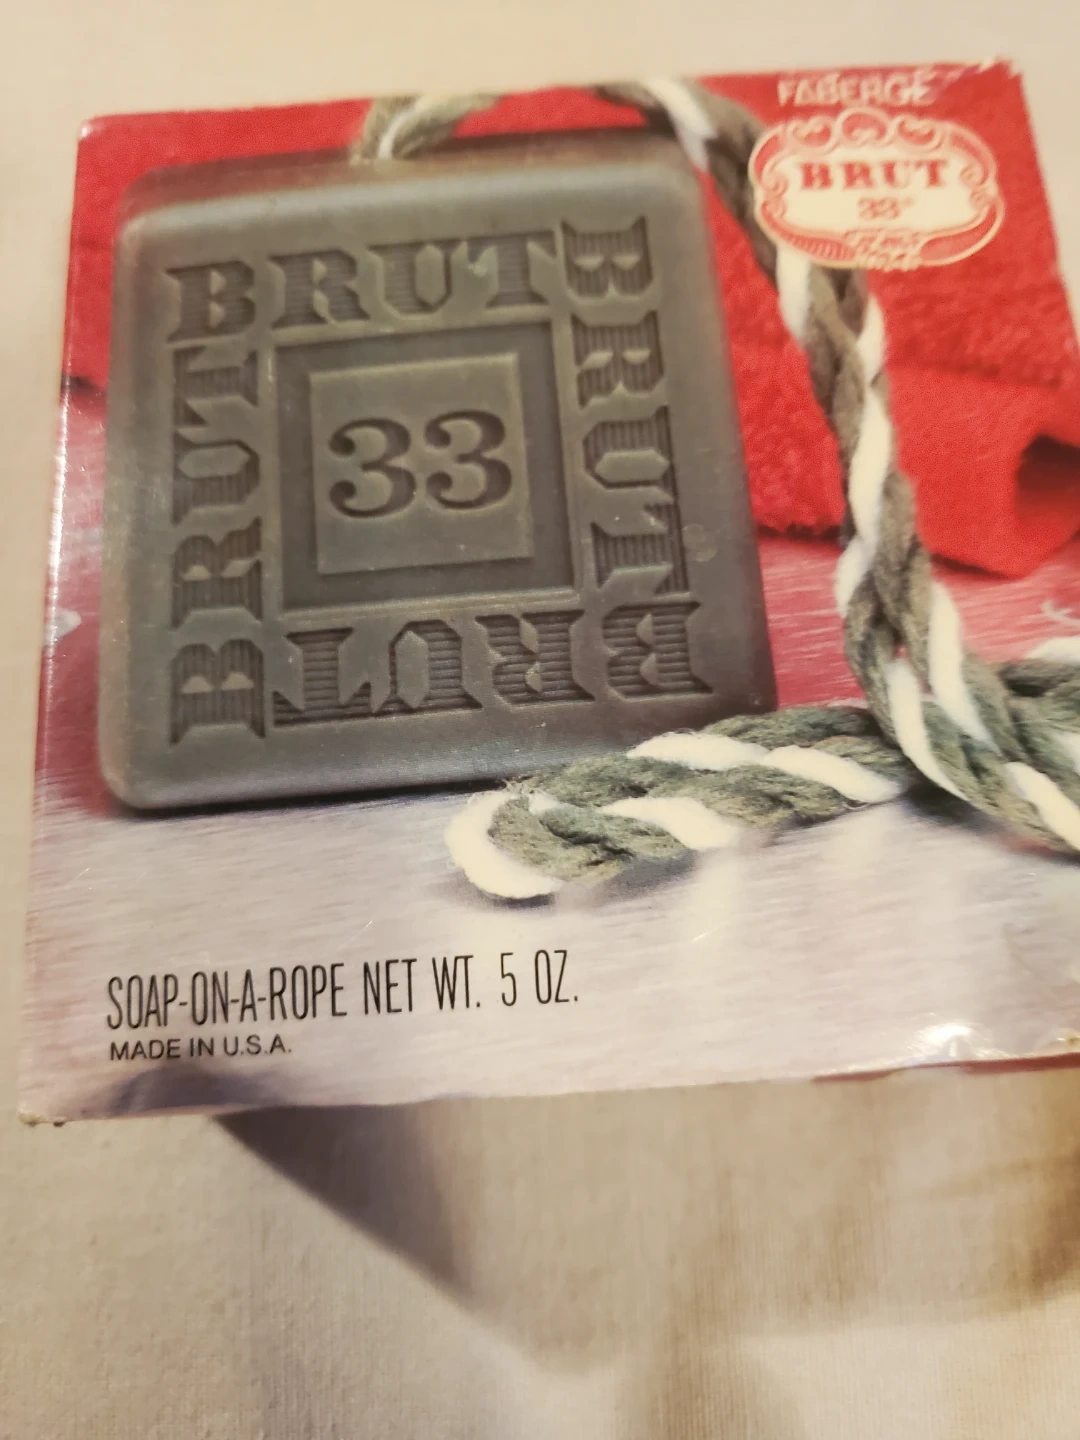 FABERGÉ
BRUT
33®
BRUT
BRUT
BRUT
BRUT
33
SOAP-ON-A-ROPE NET WT. 5 OZ.
MADE IN U.S.A.